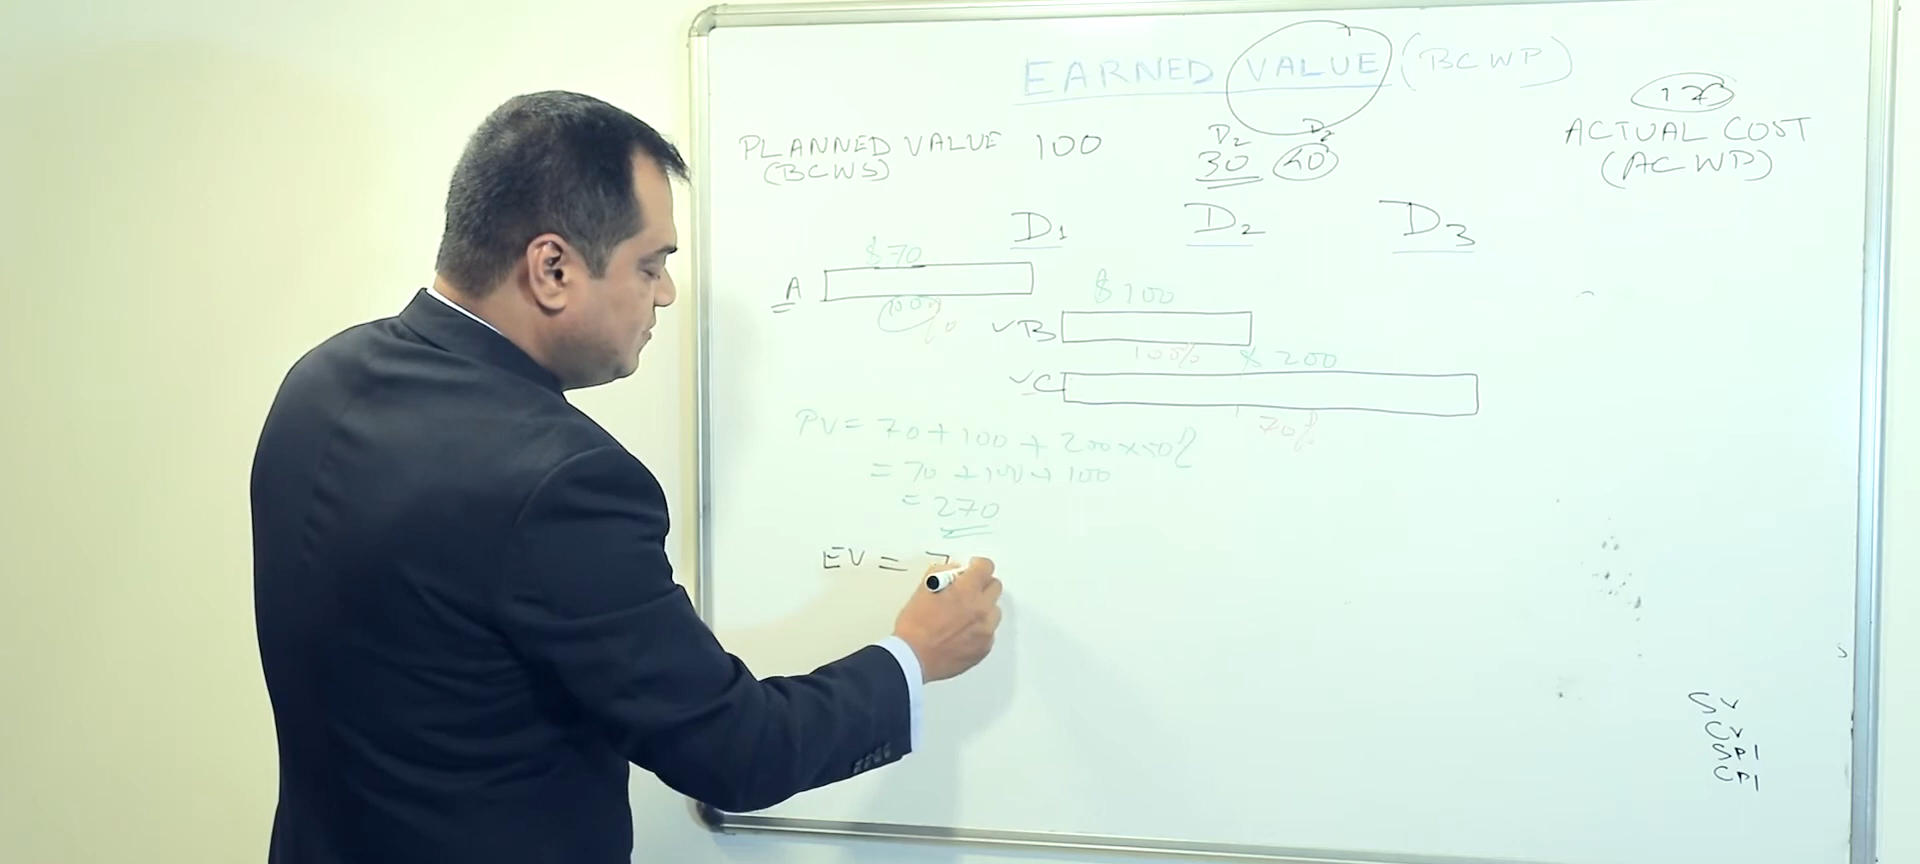 EARNED VALUE (BCWP)
123
PLANNED VALUE 100
(BCWS)
D2 D2
30 40
ACTUAL COST
(ACWP)
D1 D2 D3
$70
A
100%
$100
B
100%
$200
C
70%
PV = 70 + 100 + 200 x 50%
= 70 + 100 + 100
= 270
EV = 7
SV
CV
SPI
CPI